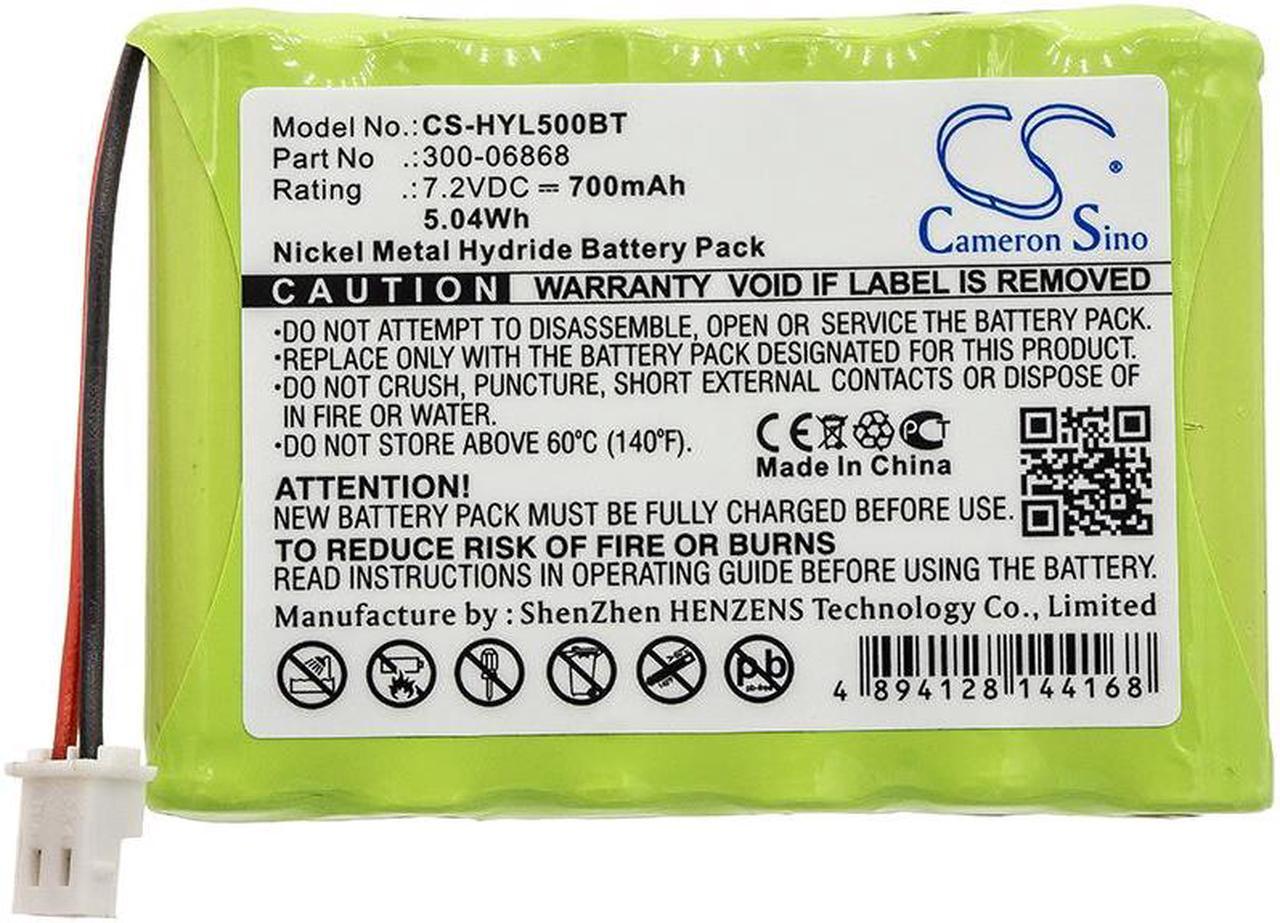 Model No.: CS-HYL500BT
Part No .: 300-06868
Rating .: 7.2VDC ⎓ 700mAh
5.04Wh
Nickel Metal Hydride Battery Pack
CS ®
Cameron Sino
CAUTION WARRANTY VOID IF LABEL IS REMOVED
·DO NOT ATTEMPT TO DISASSEMBLE, OPEN OR SERVICE THE BATTERY PACK.
·REPLACE ONLY WITH THE BATTERY PACK DESIGNATED FOR THIS PRODUCT.
·DO NOT CRUSH, PUNCTURE, SHORT EXTERNAL CONTACTS OR DISPOSE OF
IN FIRE OR WATER.
·DO NOT STORE ABOVE 60°C (140°F).
CE PCT
Made In China
ATTENTION!
NEW BATTERY PACK MUST BE FULLY CHARGED BEFORE USE.
TO REDUCE RISK OF FIRE OR BURNS
READ INSTRUCTIONS IN OPERATING GUIDE BEFORE USING THE BATTERY.
Manufacture by : ShenZhen HENZENS Technology Co., Limited
pb
pb-free
4 894128 144168